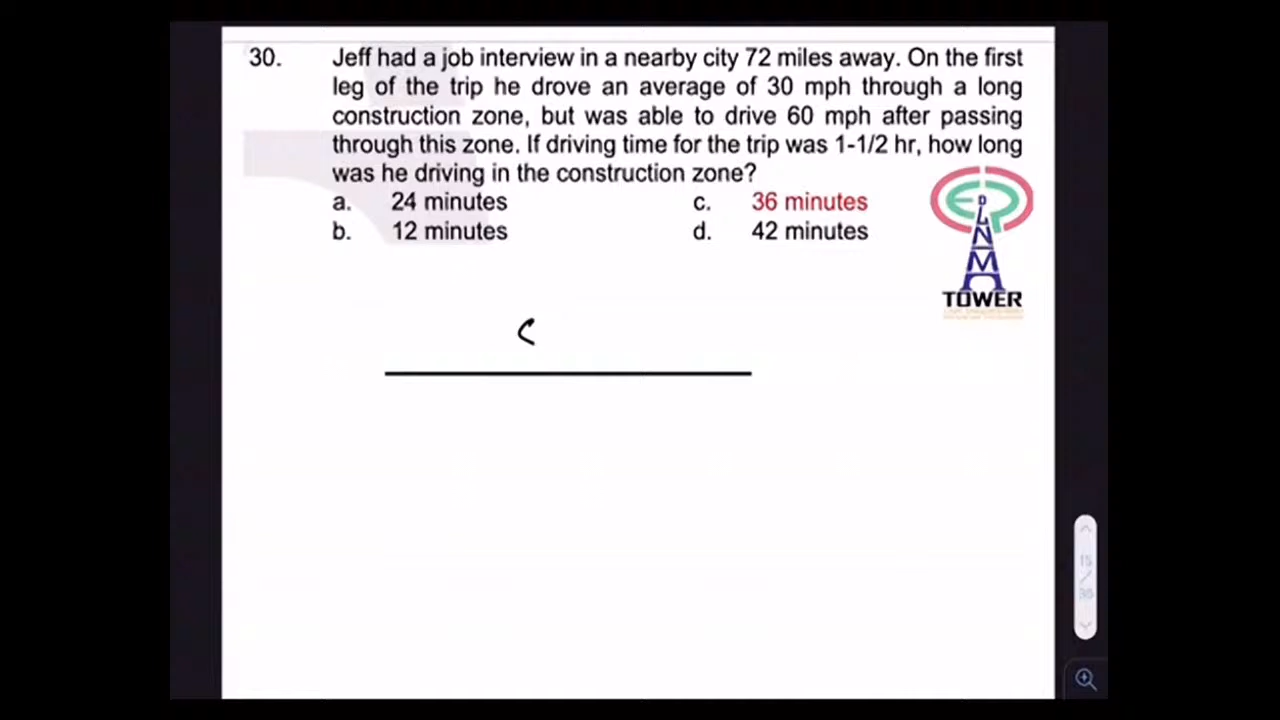 30. Jeff had a job interview in a nearby city 72 miles away. On the first
leg of the trip he drove an average of 30 mph through a long
construction zone, but was able to drive 60 mph after passing
through this zone. If driving time for the trip was 1-1/2 hr, how long
was he driving in the construction zone?
a. 24 minutes c. 36 minutes
b. 12 minutes d. 42 minutes
TOWER
15
/